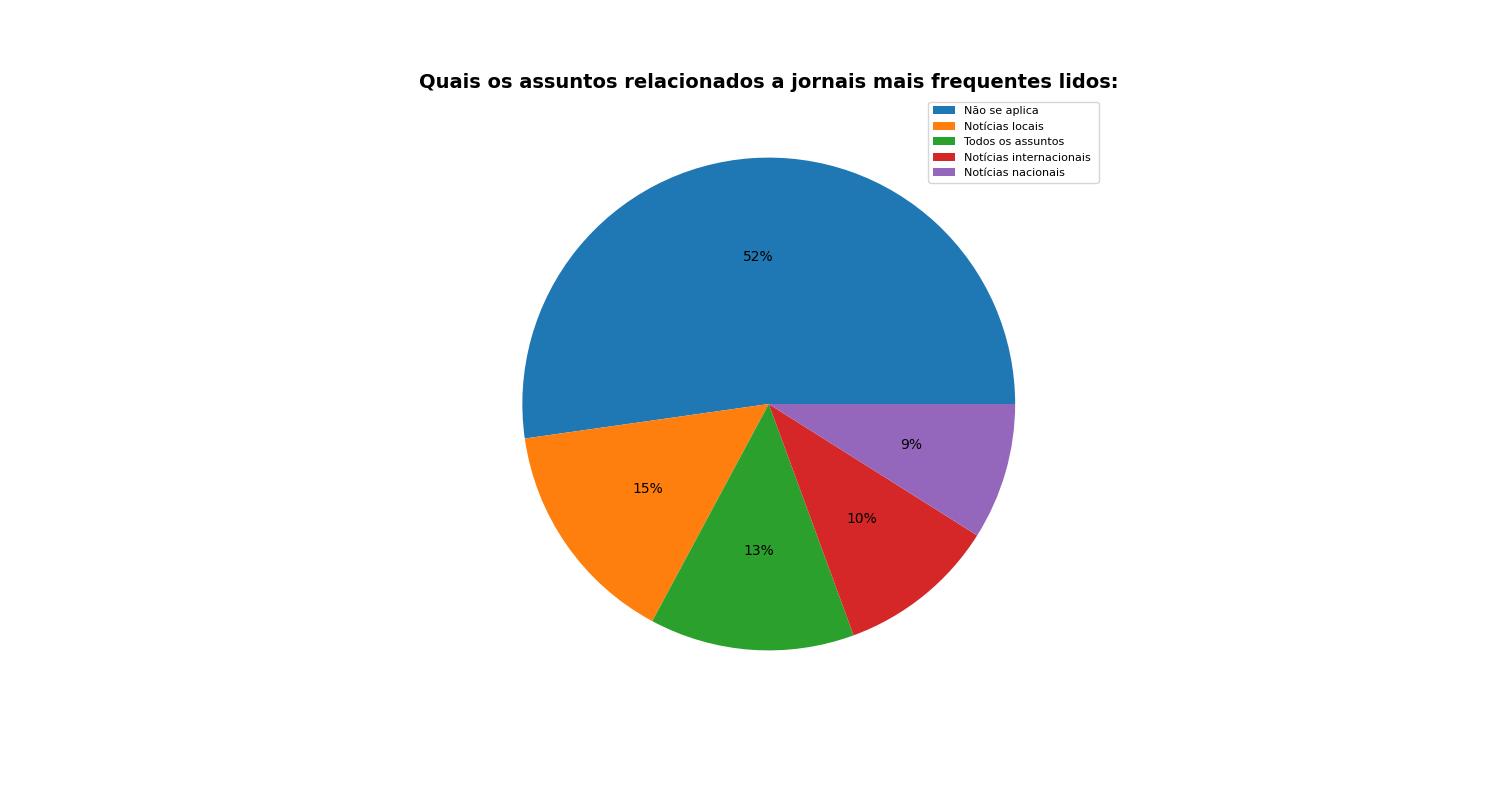 Quais os assuntos relacionados a jornais mais frequentes lidos:
Não se aplica
Notícias locais
Todos os assuntos
Notícias internacionais
Notícias nacionais
52%
9%
15%
10%
13%